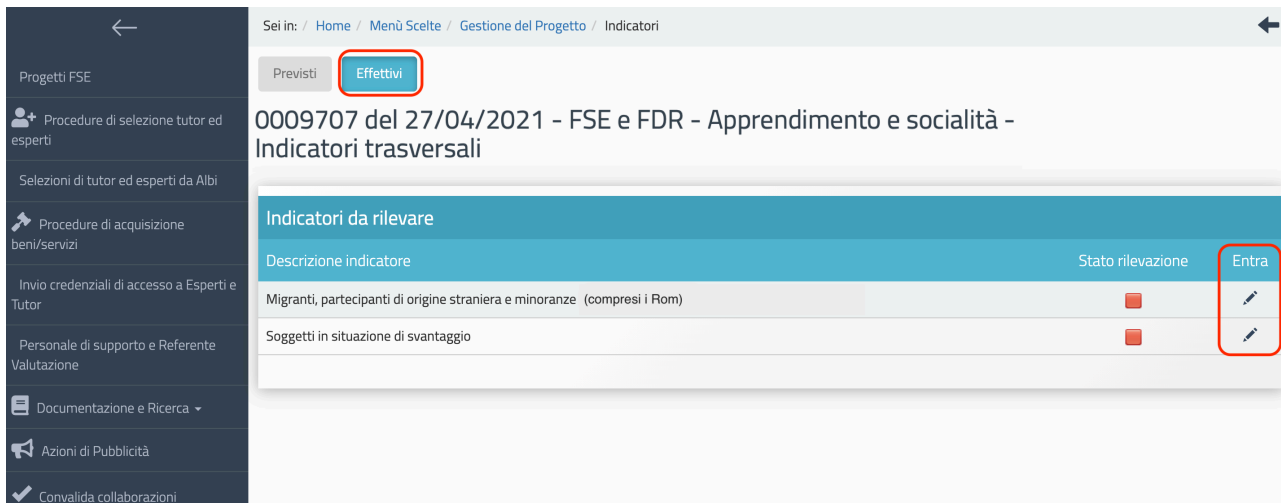 Sei in: / Home / Menù Scelte / Gestione del Progetto / Indicatori
Progetti FSE
Procedure di selezione tutor ed
esperti
Selezioni di tutor ed esperti da Albi
Procedure di acquisizione
beni/servizi
Invio credenziali di accesso a Esperti e
Tutor
Personale di supporto e Referente
Valutazione
Documentazione e Ricerca
Azioni di Pubblicità
Convalida collaborazioni
Previsti
Effettivi
0009707 del 27/04/2021 - FSE e FDR - Apprendimento e socialità -
Indicatori trasversali
Indicatori da rilevare
Descrizione indicatore Stato rilevazione Entra
Migranti, partecipanti di origine straniera e minoranze (compresi i Rom)
Soggetti in situazione di svantaggio